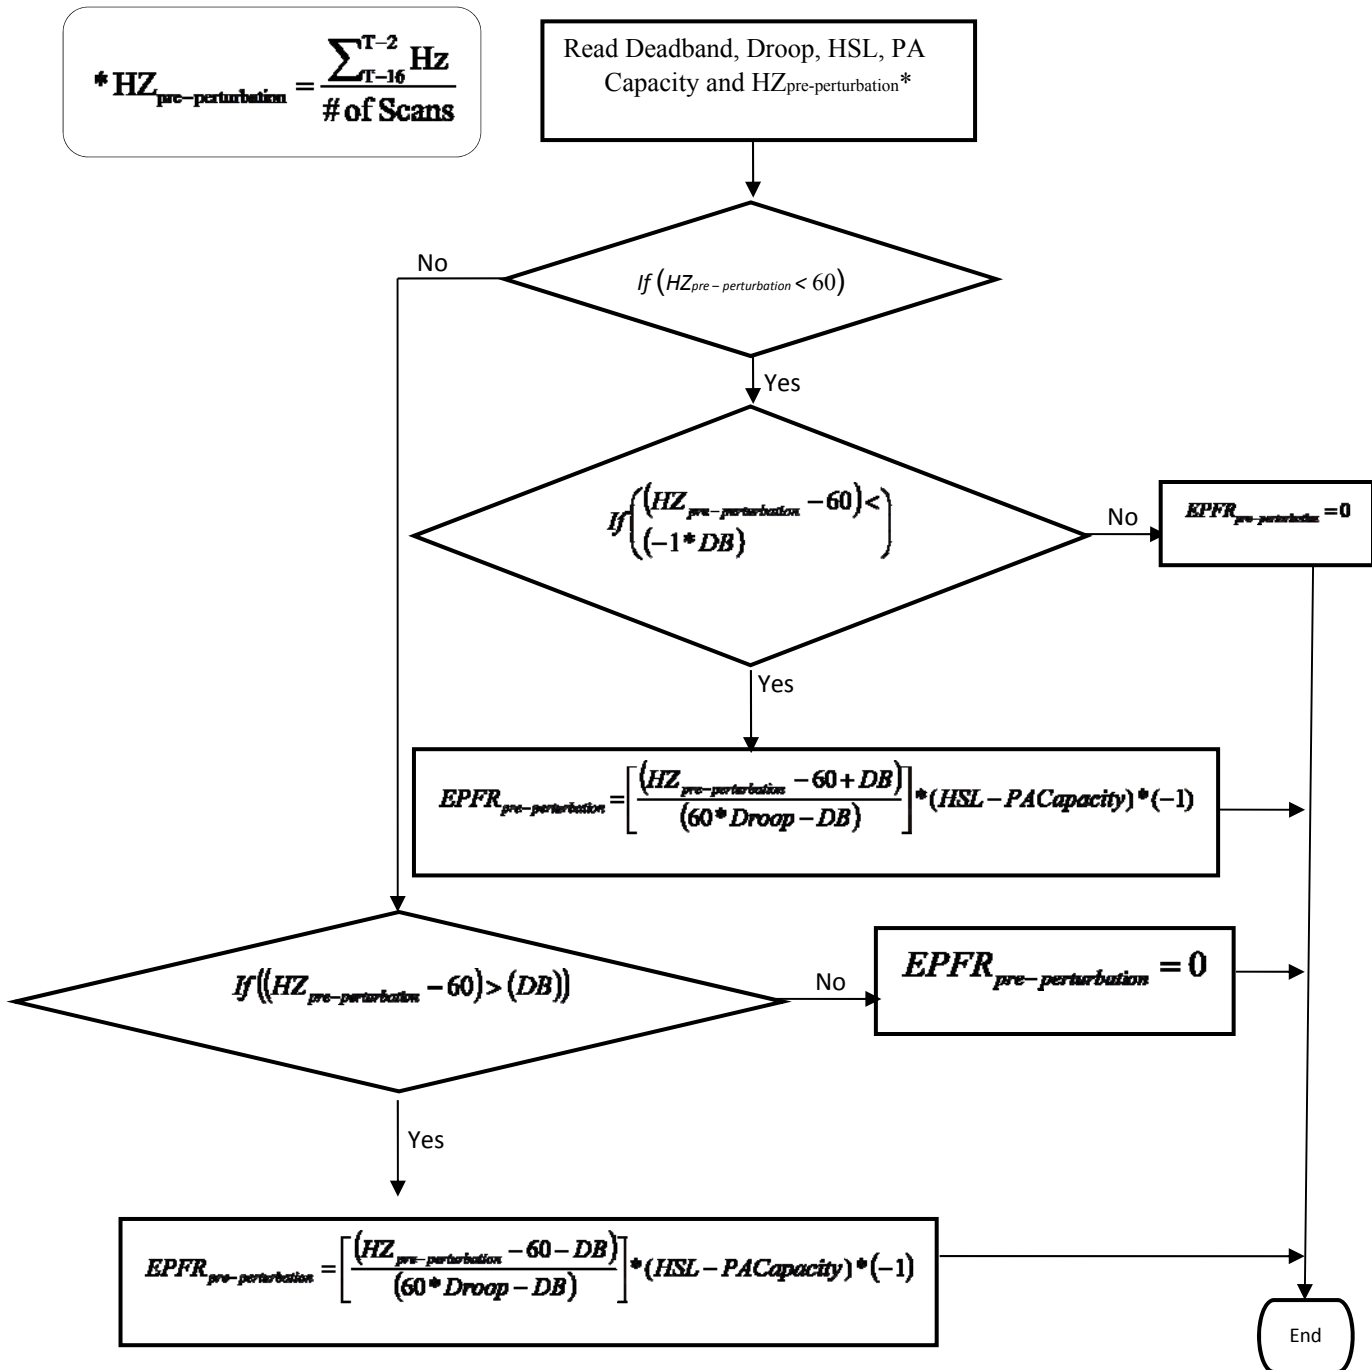 * HZpre-perturbation = ∑T-16 T-2 Hz / # of Scans
Read Deadband, Droop, HSL, PA
Capacity and HZpre-perturbation*
If (HZpre – perturbation < 60)
No
Yes
If ( (HZpre-perturbation – 60) <
(–1 * DB) )
No
EPFRpre-perturbation = 0
Yes
EPFRpre-perturbation = [ (HZpre-perturbation – 60 + DB) / (60 * Droop – DB) ] * (HSL – PACapacity) * (–1)
If ((HZpre-perturbation – 60) > (DB))
No
EPFRpre-perturbation = 0
Yes
EPFRpre-perturbation = [ (HZpre-perturbation – 60 – DB) / (60 * Droop – DB) ] * (HSL – PACapacity) * (–1)
End